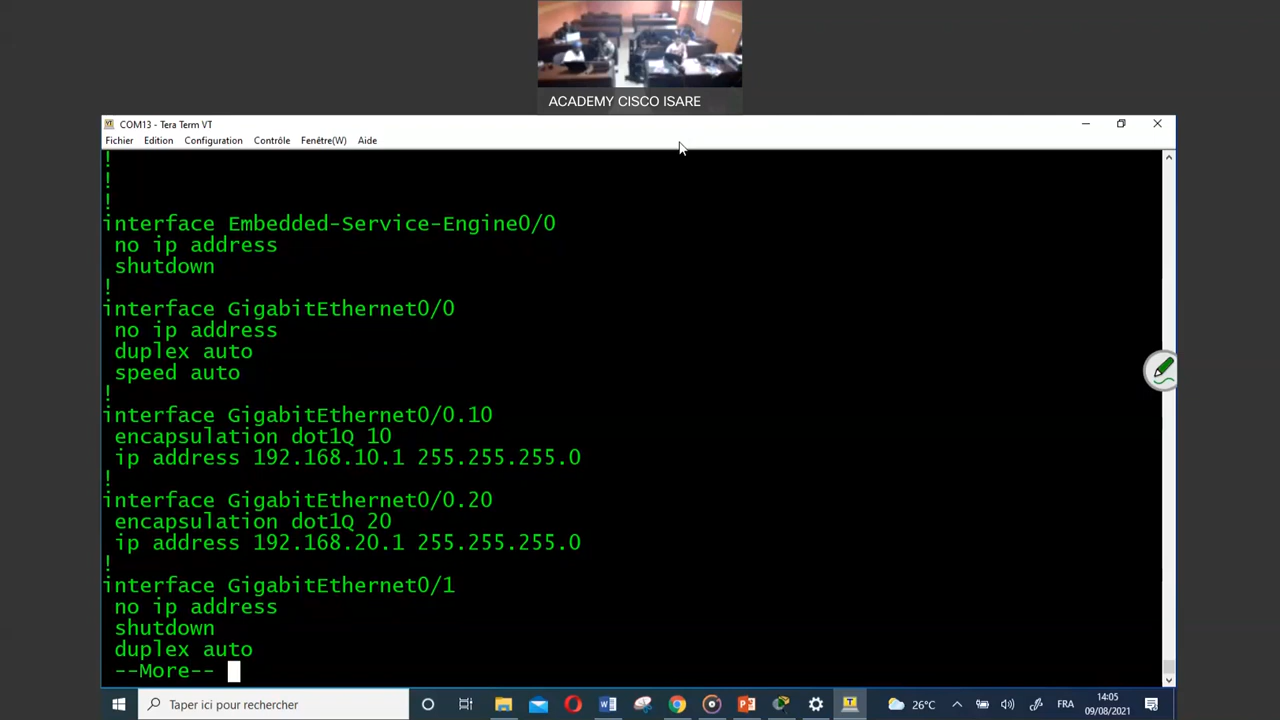 ACADEMY CISCO ISARE
COM13 - Tera Term VT
Fichier Edition Configuration Contrôle Fenêtre(W) Aide
!
!
!
interface Embedded-Service-Engine0/0
no ip address
shutdown
!
interface GigabitEthernet0/0
no ip address
duplex auto
speed auto
!
interface GigabitEthernet0/0.10
encapsulation dot1Q 10
ip address 192.168.10.1 255.255.255.0
!
interface GigabitEthernet0/0.20
encapsulation dot1Q 20
ip address 192.168.20.1 255.255.255.0
!
interface GigabitEthernet0/1
no ip address
shutdown
duplex auto
--More--
Taper ici pour rechercher
26°C
FRA
14:05
09/08/2021